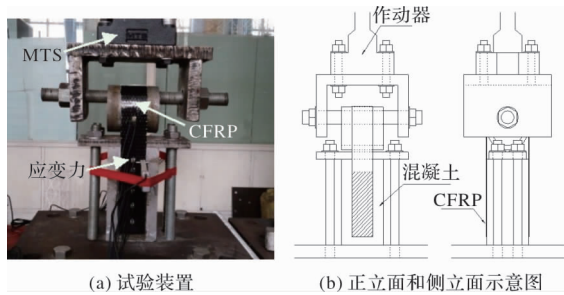 MTS
CFRP
应变力
作动器
混凝土
CFRP
(a) 试验装置
(b) 正立面和侧立面示意图